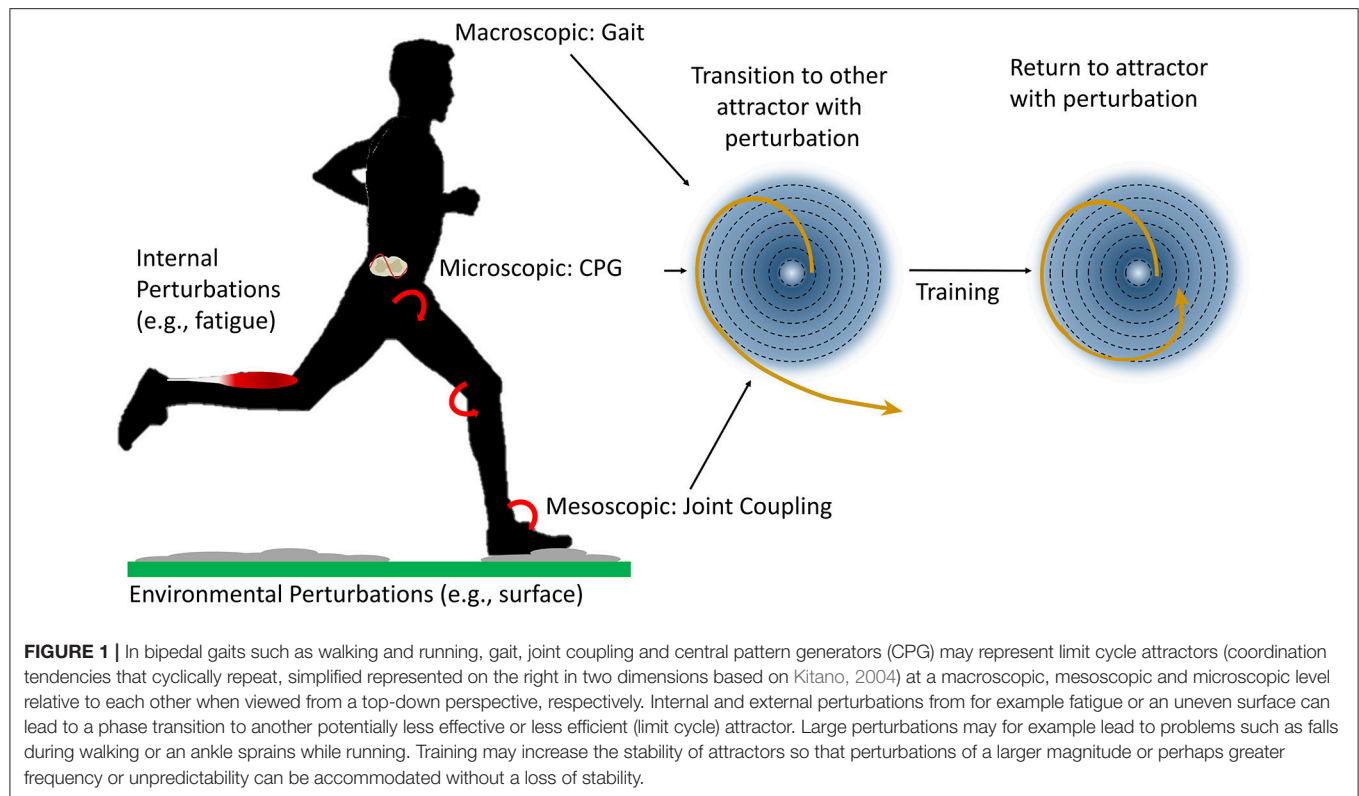 Macroscopic: Gait
Transition to other
attractor with
perturbation
Return to attractor
with perturbation
Internal
Perturbations
(e.g., fatigue)
Microscopic: CPG
Training
Mesoscopic: Joint Coupling
Environmental Perturbations (e.g., surface)
FIGURE 1 | In bipedal gaits such as walking and running, gait, joint coupling and central pattern generators (CPG) may represent limit cycle attractors (coordination
tendencies that cyclically repeat, simplified represented on the right in two dimensions based on Kitano, 2004) at a macroscopic, mesoscopic and microscopic level
relative to each other when viewed from a top-down perspective, respectively. Internal and external perturbations from for example fatigue or an uneven surface can
lead to a phase transition to another potentially less effective or less efficient (limit cycle) attractor. Large perturbations may for example lead to problems such as falls
during walking or an ankle sprains while running. Training may increase the stability of attractors so that perturbations of a larger magnitude or perhaps greater
frequency or unpredictability can be accommodated without a loss of stability.